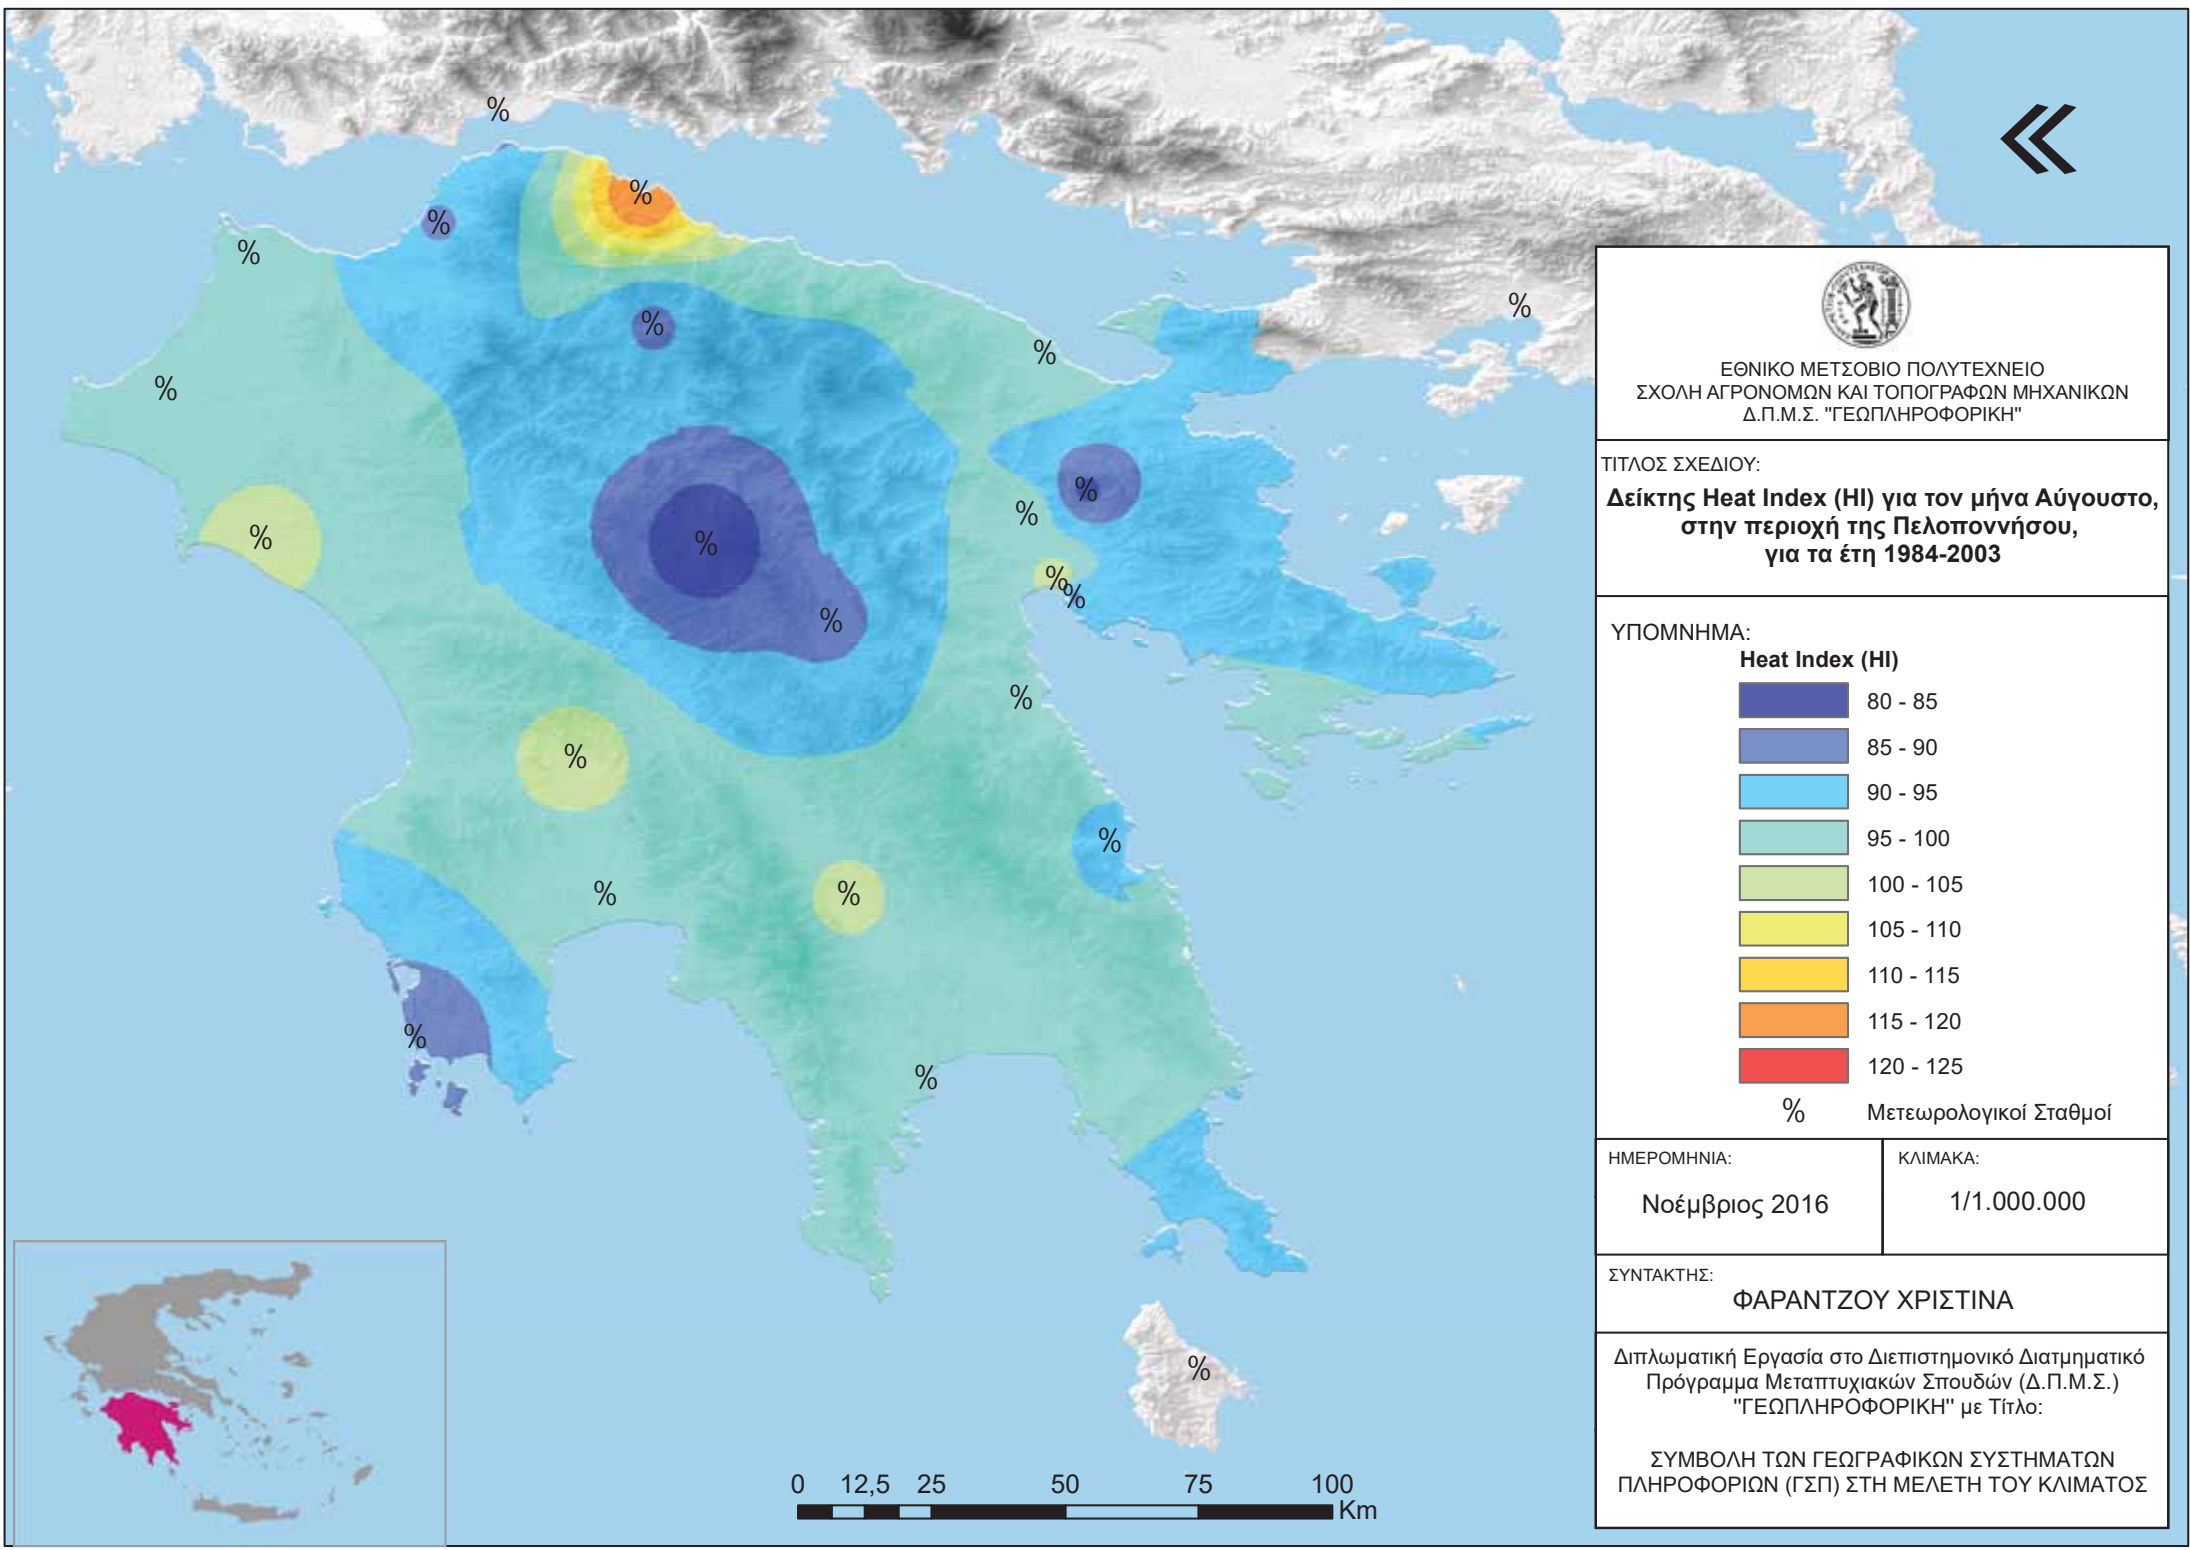 ΕΘΝΙΚΟ ΜΕΤΣΟΒΙΟ ΠΟΛΥΤΕΧΝΕΙΟ
ΣΧΟΛΗ ΑΓΡΟΝΟΜΩΝ ΚΑΙ ΤΟΠΟΓΡΑΦΩΝ ΜΗΧΑΝΙΚΩΝ
Δ.Π.Μ.Σ. "ΓΕΩΠΛΗΡΟΦΟΡΙΚΗ"
ΤΙΤΛΟΣ ΣΧΕΔΙΟΥ:
Δείκτης Heat Index (HI) για τον μήνα Αύγουστο,
στην περιοχή της Πελοποννήσου,
για τα έτη 1984-2003
ΥΠΟΜΝΗΜΑ:
Heat Index (HI)
80 - 85
85 - 90
90 - 95
95 - 100
100 - 105
105 - 110
110 - 115
115 - 120
120 - 125
% Μετεωρολογικοί Σταθμοί
ΗΜΕΡΟΜΗΝΙΑ:
Νοέμβριος 2016
ΚΛΙΜΑΚΑ:
1/1.000.000
ΣΥΝΤΑΚΤΗΣ:
ΦΑΡΑΝΤΖΟΥ ΧΡΙΣΤΙΝΑ
Διπλωματική Εργασία στο Διεπιστημονικό Διατμηματικό
Πρόγραμμα Μεταπτυχιακών Σπουδών (Δ.Π.Μ.Σ.)
"ΓΕΩΠΛΗΡΟΦΟΡΙΚΗ" με Τίτλο:
ΣΥΜΒΟΛΗ ΤΩΝ ΓΕΩΓΡΑΦΙΚΩΝ ΣΥΣΤΗΜΑΤΩΝ
ΠΛΗΡΟΦΟΡΙΩΝ (ΓΣΠ) ΣΤΗ ΜΕΛΕΤΗ ΤΟΥ ΚΛΙΜΑΤΟΣ
0 12,5 25 50 75 100
Km